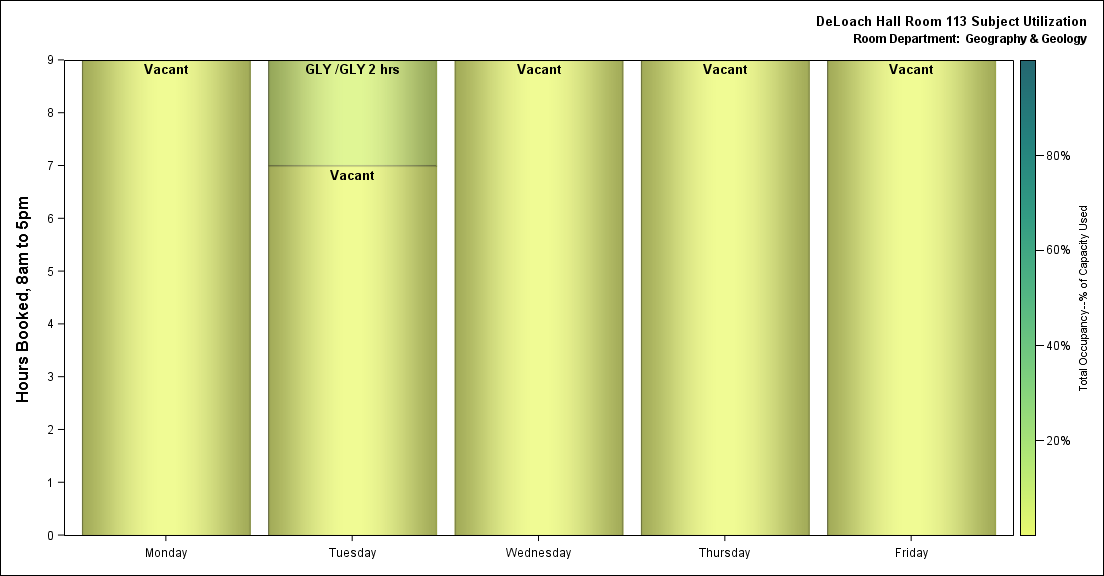 DeLoach Hall Room 113 Subject Utilization
Room Department:  Geography & Geology
Hours Booked, 8am to 5pm
9
8
7
6
5
4
3
2
1
0
Vacant
GLY /GLY 2 hrs
Vacant
Vacant
Vacant
Vacant
Monday
Tuesday
Wednesday
Thursday
Friday
80%
60%
40%
20%
Total Occupancy--% of Capacity Used